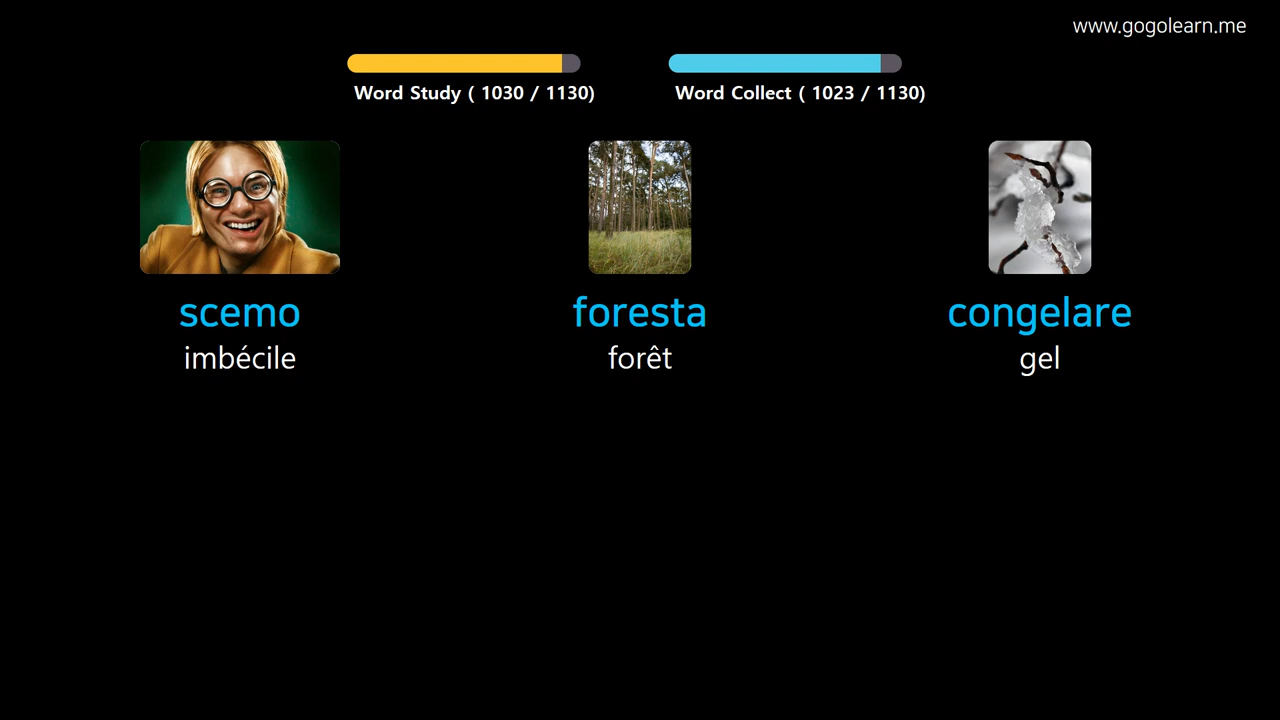 www.gogolearn.me
Word Study ( 1030 / 1130)
Word Collect ( 1023 / 1130)
scemo
foresta
congelare
imbécile
forêt
gel